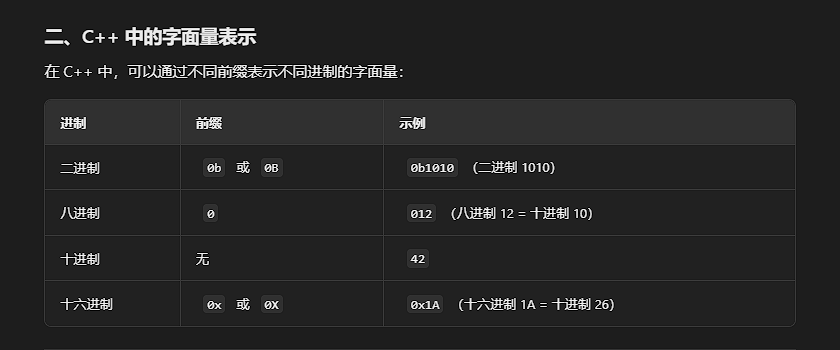 二、C++ 中的字面量表示
在 C++ 中，可以通过不同前缀表示不同进制的字面量：
进制 前缀 示例
二进制 0b 或 0B 0b1010 （二进制 1010）
八进制 0 012 （八进制 12 = 十进制 10）
十进制 无 42
十六进制 0x 或 0X 0x1A （十六进制 1A = 十进制 26）